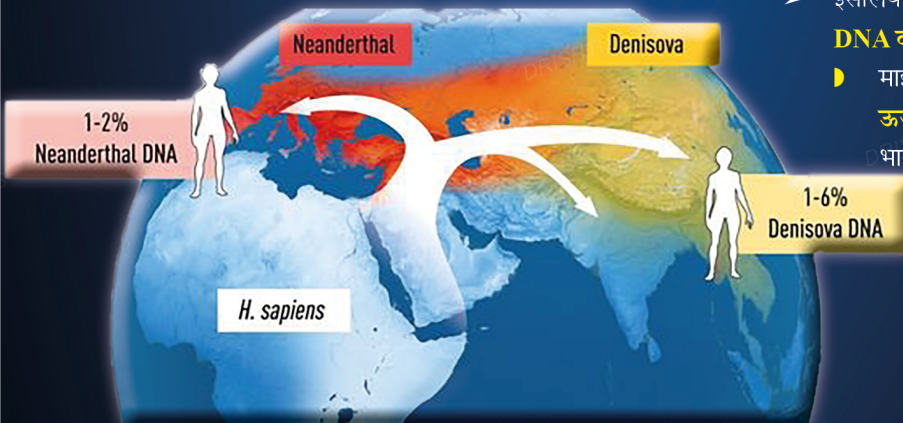 Neanderthal
Denisova
1-2%
Neanderthal DNA
1-6%
Denisova DNA
H. sapiens
DNA